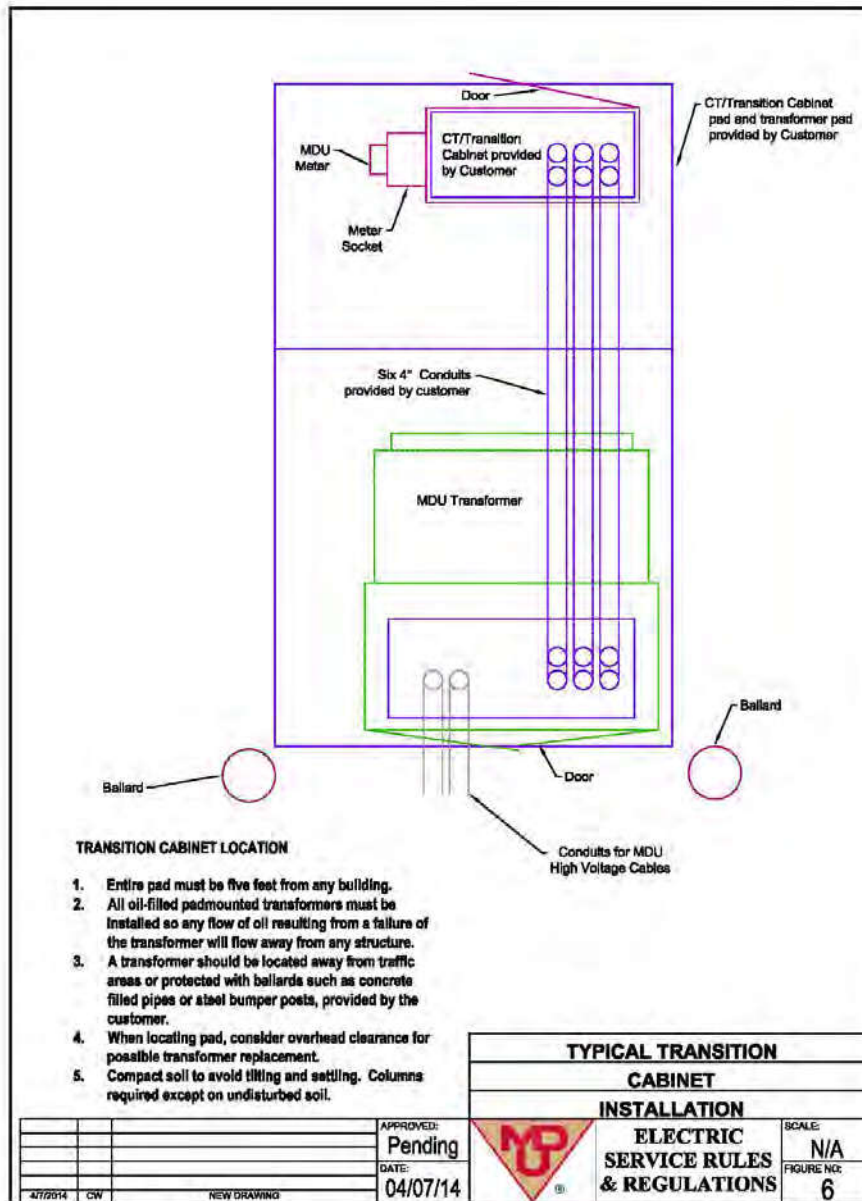 Door
CT/Transition Cabinet
pad and transformer pad
provided by Customer
CT/Transition
Cabinet provided
by Customer
MDU
Meter
Meter
Socket
Six 4" Conduits
provided by customer
MDU Transformer
Ballard
Ballard
Door
Conduits for MDU
High Voltage Cables
TRANSITION CABINET LOCATION
1. Entire pad must be five feet from any building.
2. All oil-filled padmounted transformers must be
installed so any flow of oil resulting from a failure of
the transformer will flow away from any structure.
3. A transformer should be located away from traffic
areas or protected with ballards such as concrete
filled pipes or steel bumper posts, provided by the
customer.
4. When locating pad, consider overhead clearance for
possible transformer replacement.
5. Compact soil to avoid tilting and settling. Columns
required except on undisturbed soil.
TYPICAL TRANSITION
CABINET
INSTALLATION
APPROVED:
Pending
DATE:
04/07/14
MDU
®
ELECTRIC
SERVICE RULES
& REGULATIONS
SCALE:
N/A
FIGURE NO:
6
4/7/2014 CW NEW DRAWING